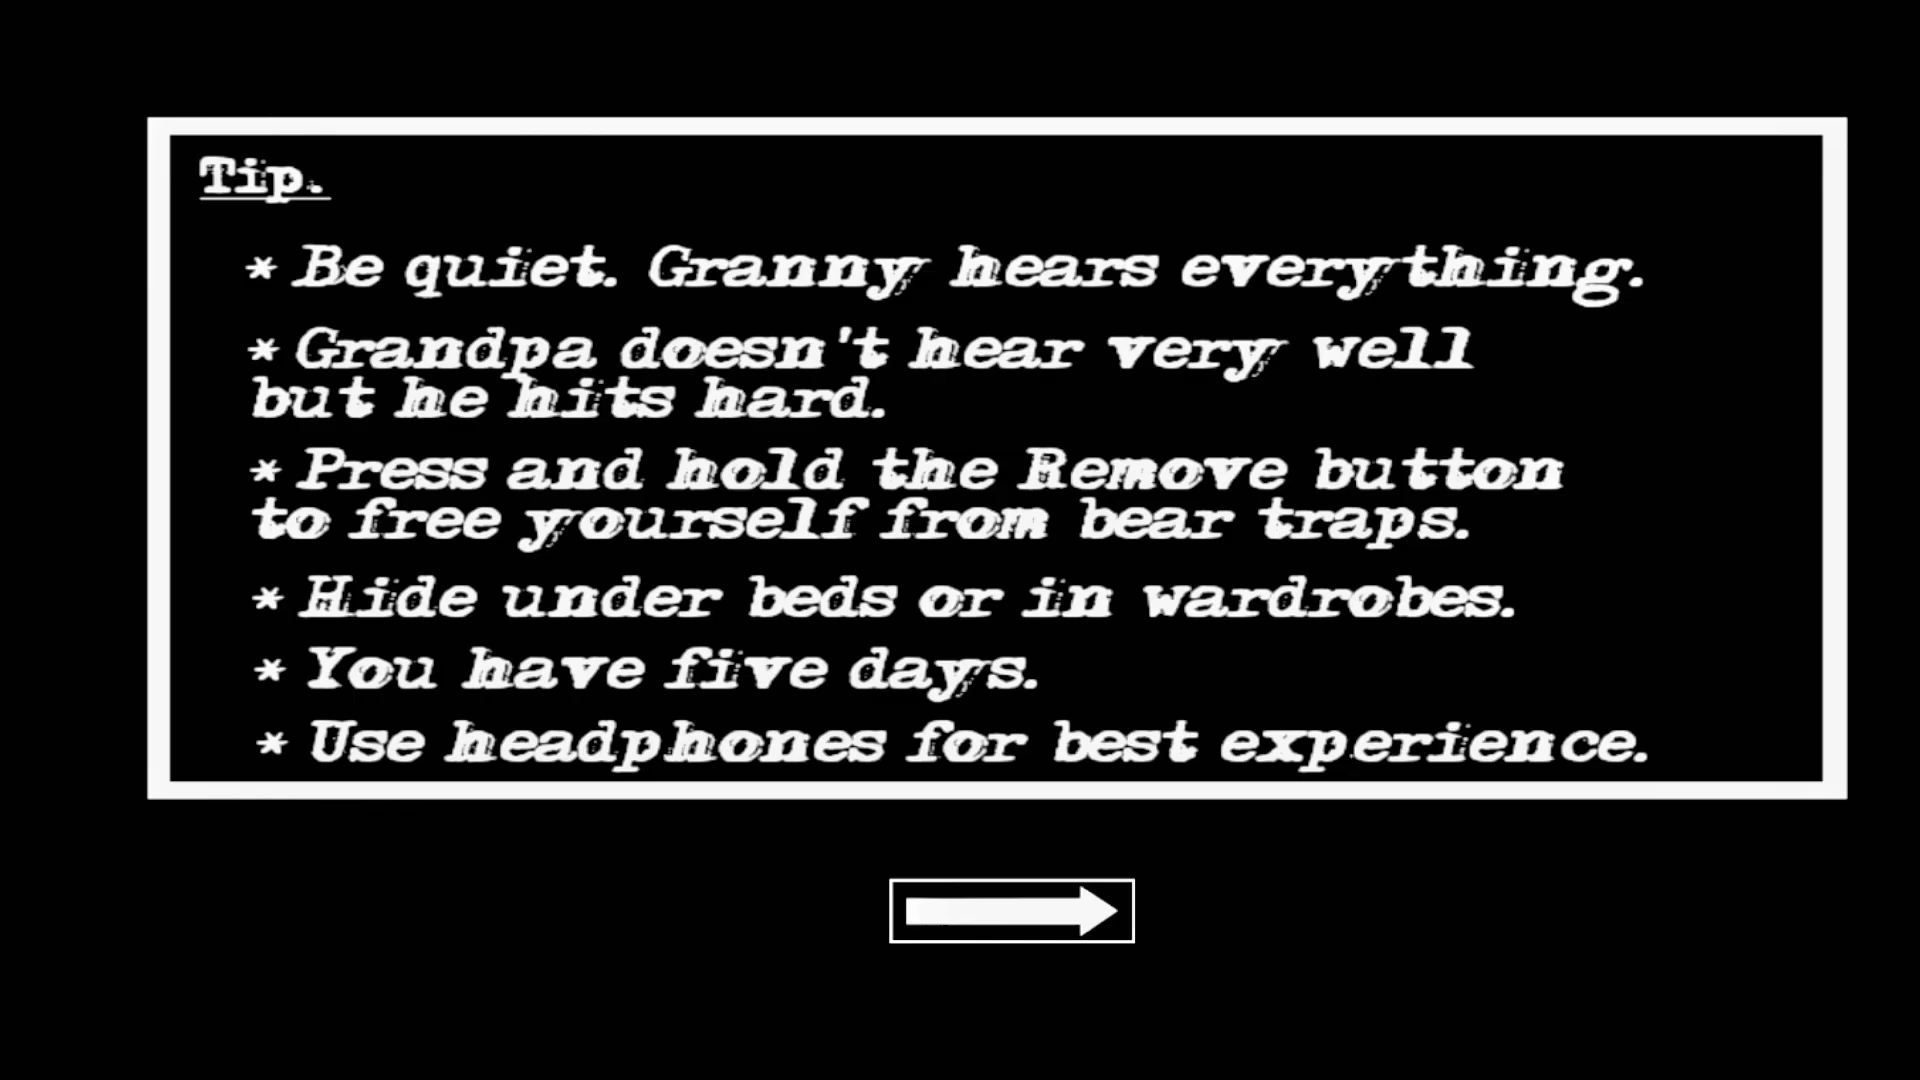 Tip.
* Be quiet. Granny hears everything.
* Grandpa doesn't hear very well
but he hits hard.
* Press and hold the Remove button
to free yourself from bear traps.
* Hide under beds or in wardrobes.
* You have five days.
* Use headphones for best experience.